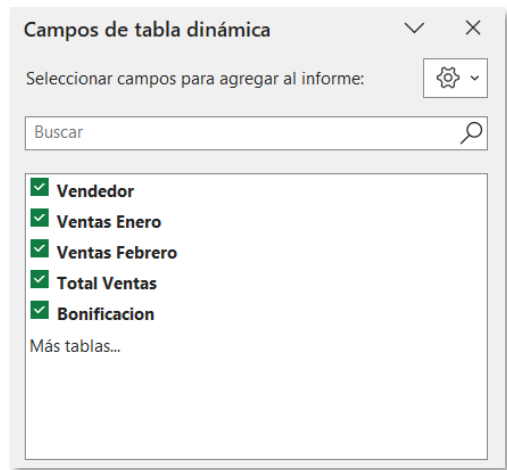 Campos de tabla dinámica
Seleccionar campos para agregar al informe:
Buscar
Vendedor
Ventas Enero
Ventas Febrero
Total Ventas
Bonificacion
Más tablas...